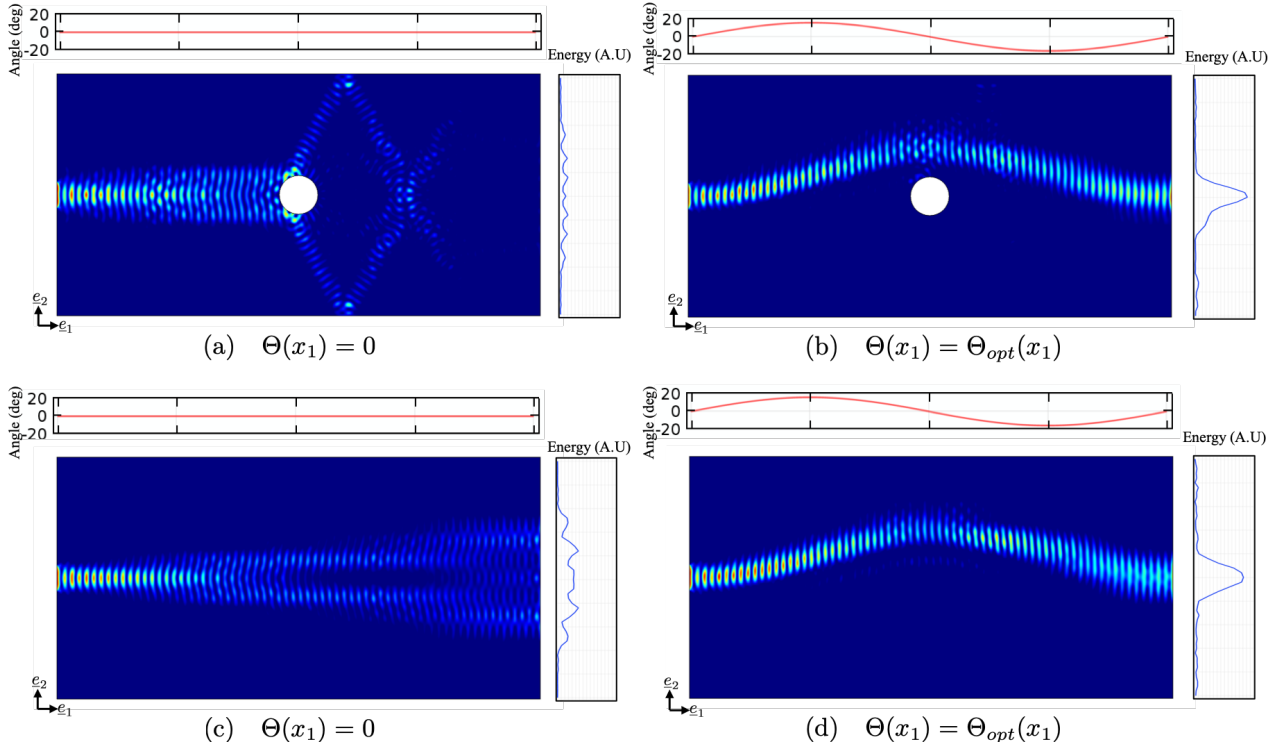 Angle (deg)
20
0
-20
Energy (A.U)
e2
e1
(a) Θ(x₁) = 0
Angle (deg)
20
0
-20
Energy (A.U)
e2
e1
(b) Θ(x₁) = Θₒₚₜ(x₁)
Angle (deg)
20
0
-20
Energy (A.U)
e2
e1
(c) Θ(x₁) = 0
Angle (deg)
20
0
-20
Energy (A.U)
e2
e1
(d) Θ(x₁) = Θₒₚₜ(x₁)